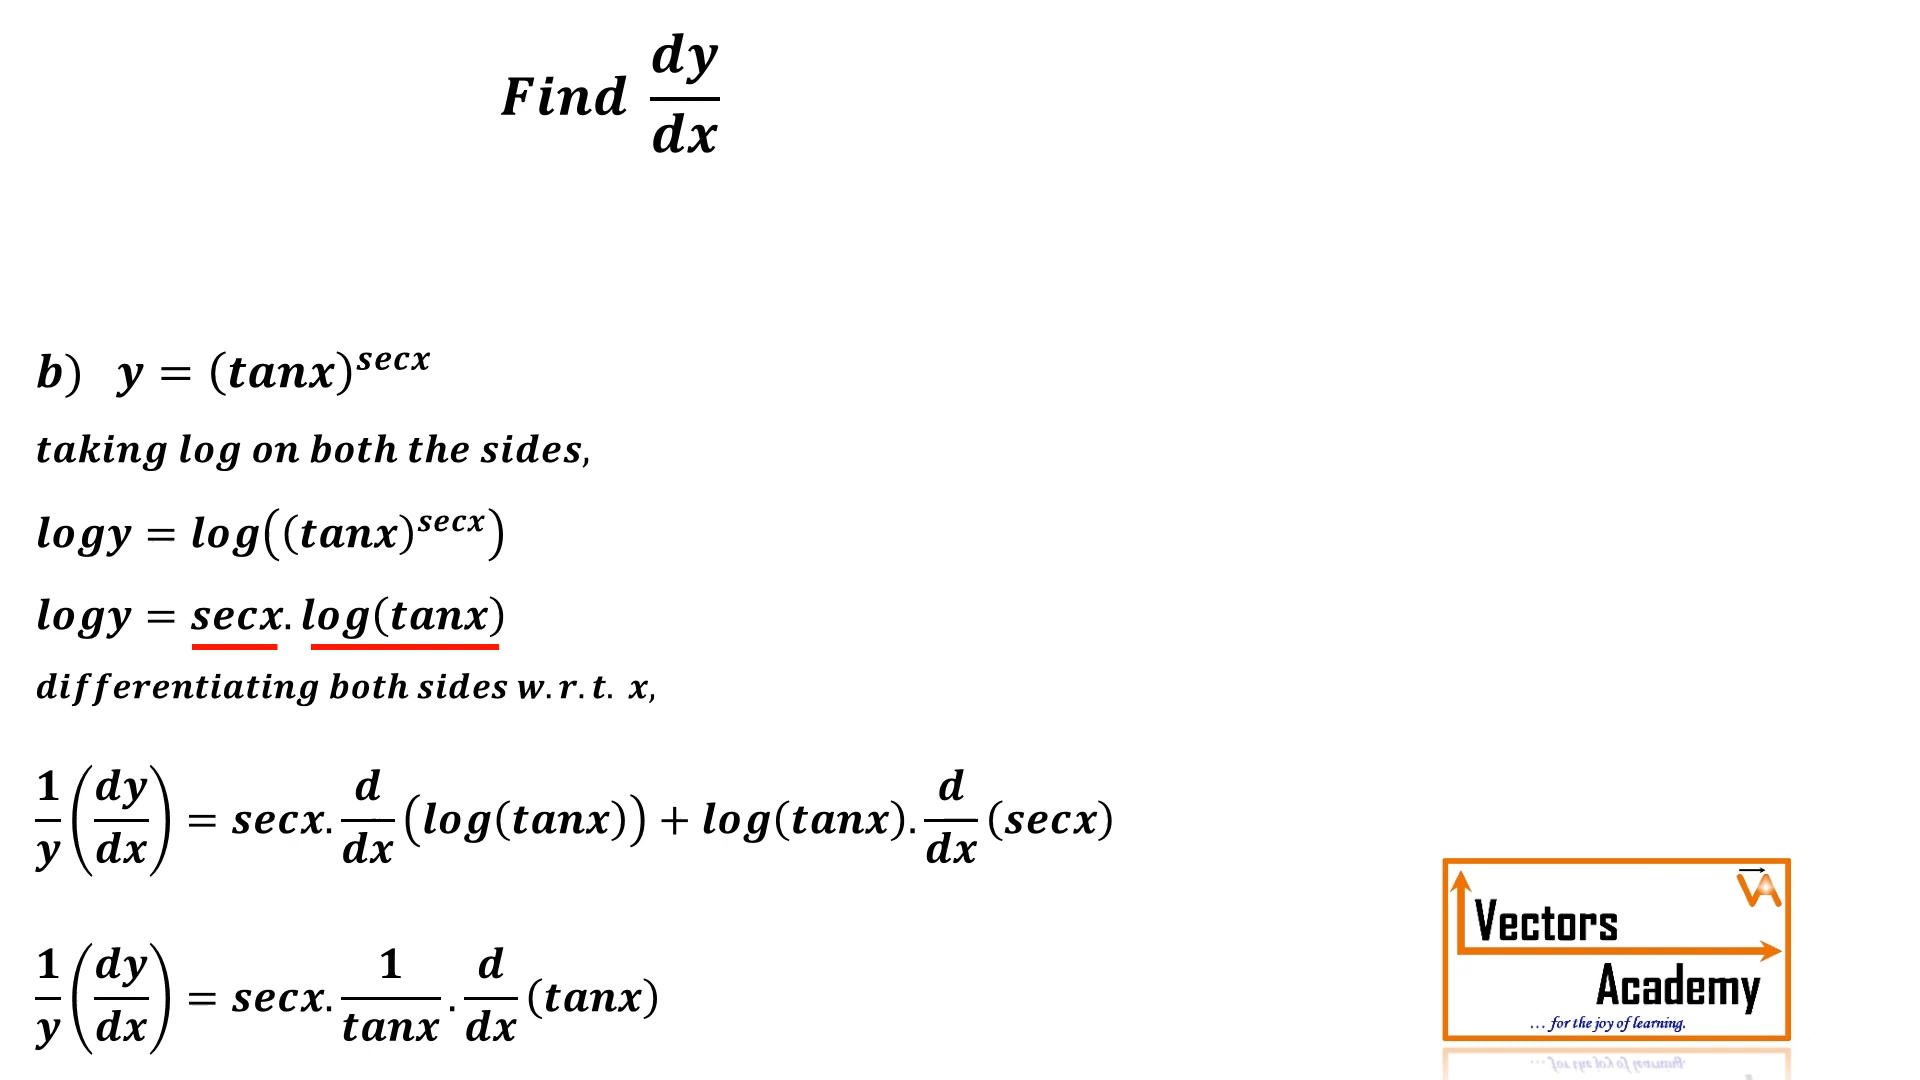 Find dy/dx
b) y = (tanx)^secx
taking log on both the sides,
logy = log((tanx)^secx)
logy = secx.log(tanx)
differentiating both sides w.r.t. x,
1/y (dy/dx) = secx. d/dx (log(tanx)) + log(tanx). d/dx (secx)
1/y (dy/dx) = secx. 1/tanx . d/dx (tanx)
VA
Vectors
Academy
... for the joy of learning.